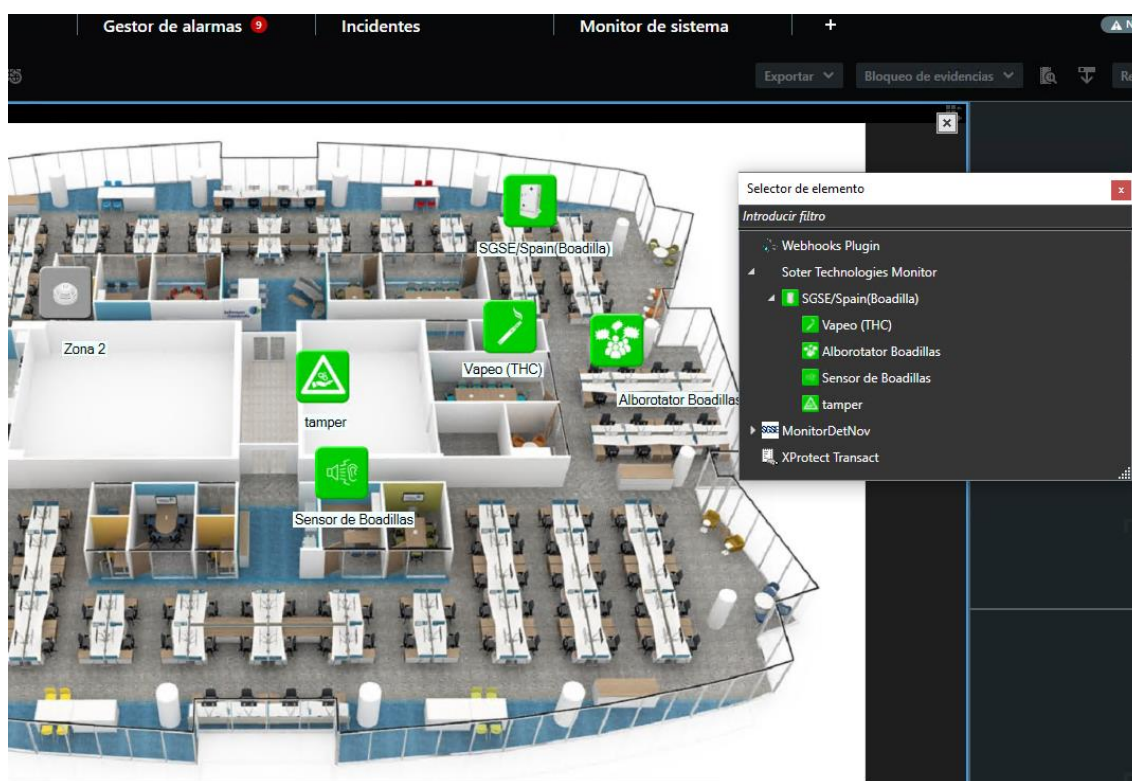 Gestor de alarmas 9
Incidentes
Monitor de sistema
+
Exportar
Bloqueo de evidencias
SGSE/Spain(Boadilla)
Zona 2
Vapeo (THC)
Alborotator Boadillas
tamper
Sensor de Boadillas
Selector de elemento
x
Introducir filtro
Webhooks Plugin
Soter Technologies Monitor
SGSE/Spain(Boadilla)
Vapeo (THC)
Alborotator Boadillas
Sensor de Boadillas
tamper
SGSE MonitorDetNov
XProtect Transact